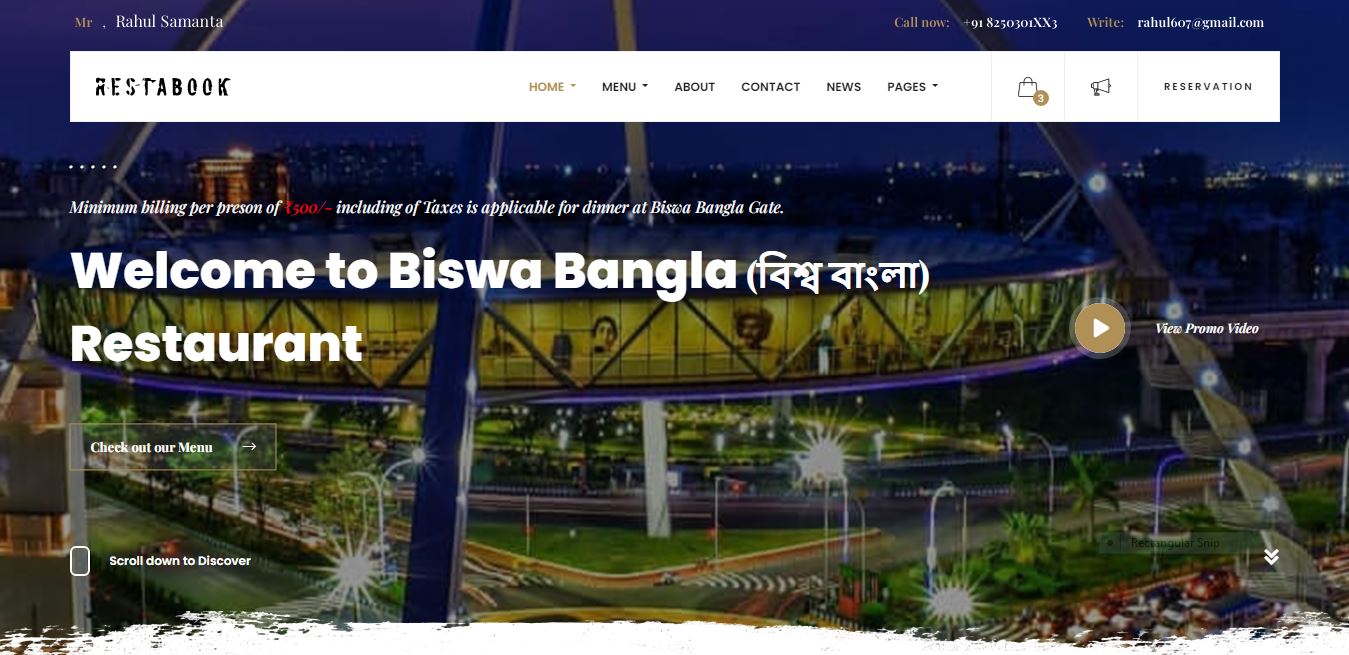 Mr , Rahul Samanta
Call now: +91 8250301XX3 Write: rahul607@gmail.com
RESTABOOK
HOME MENU ABOUT CONTACT NEWS PAGES 3 RESERVATION
Minimum billing per preson of ₹500/- including of Taxes is applicable for dinner at Biswa Bangla Gate.
Welcome to Biswa Bangla (বিশ্ব বাংলা)
Restaurant
View Promo Video
Check out our Menu
Rectangular Snip
Scroll down to Discover